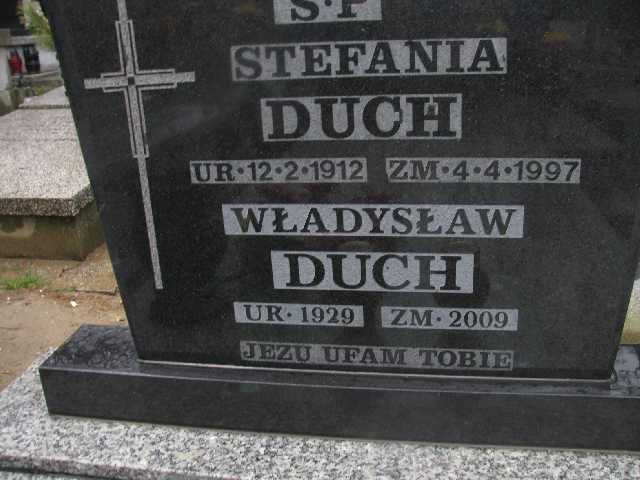 S·P
STEFANIA
DUCH
UR·12·2·1912 ZM·4·4·1997
WŁADYSŁAW
DUCH
UR·1929 ZM·2009
JEZU UFAM TOBIE